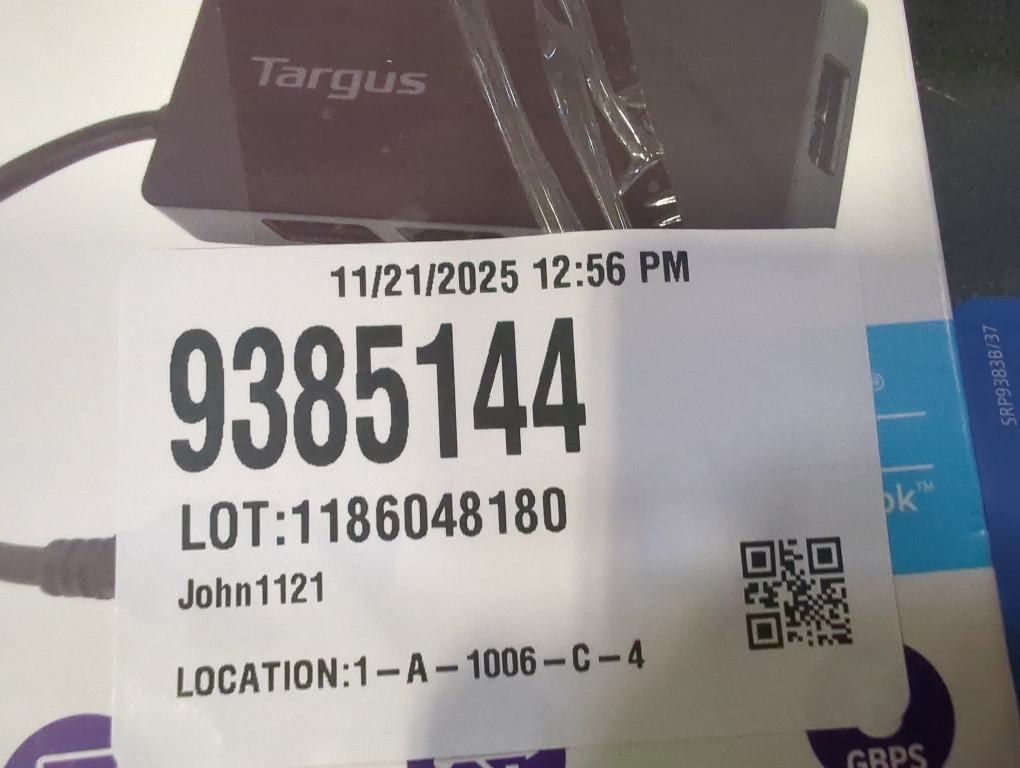 Targus
11/21/2025 12:56 PM
9385144
LOT:1186048180
John1121
LOCATION:1-A-1006-C-4
®
ok™
SRP9383B/37
GBPS